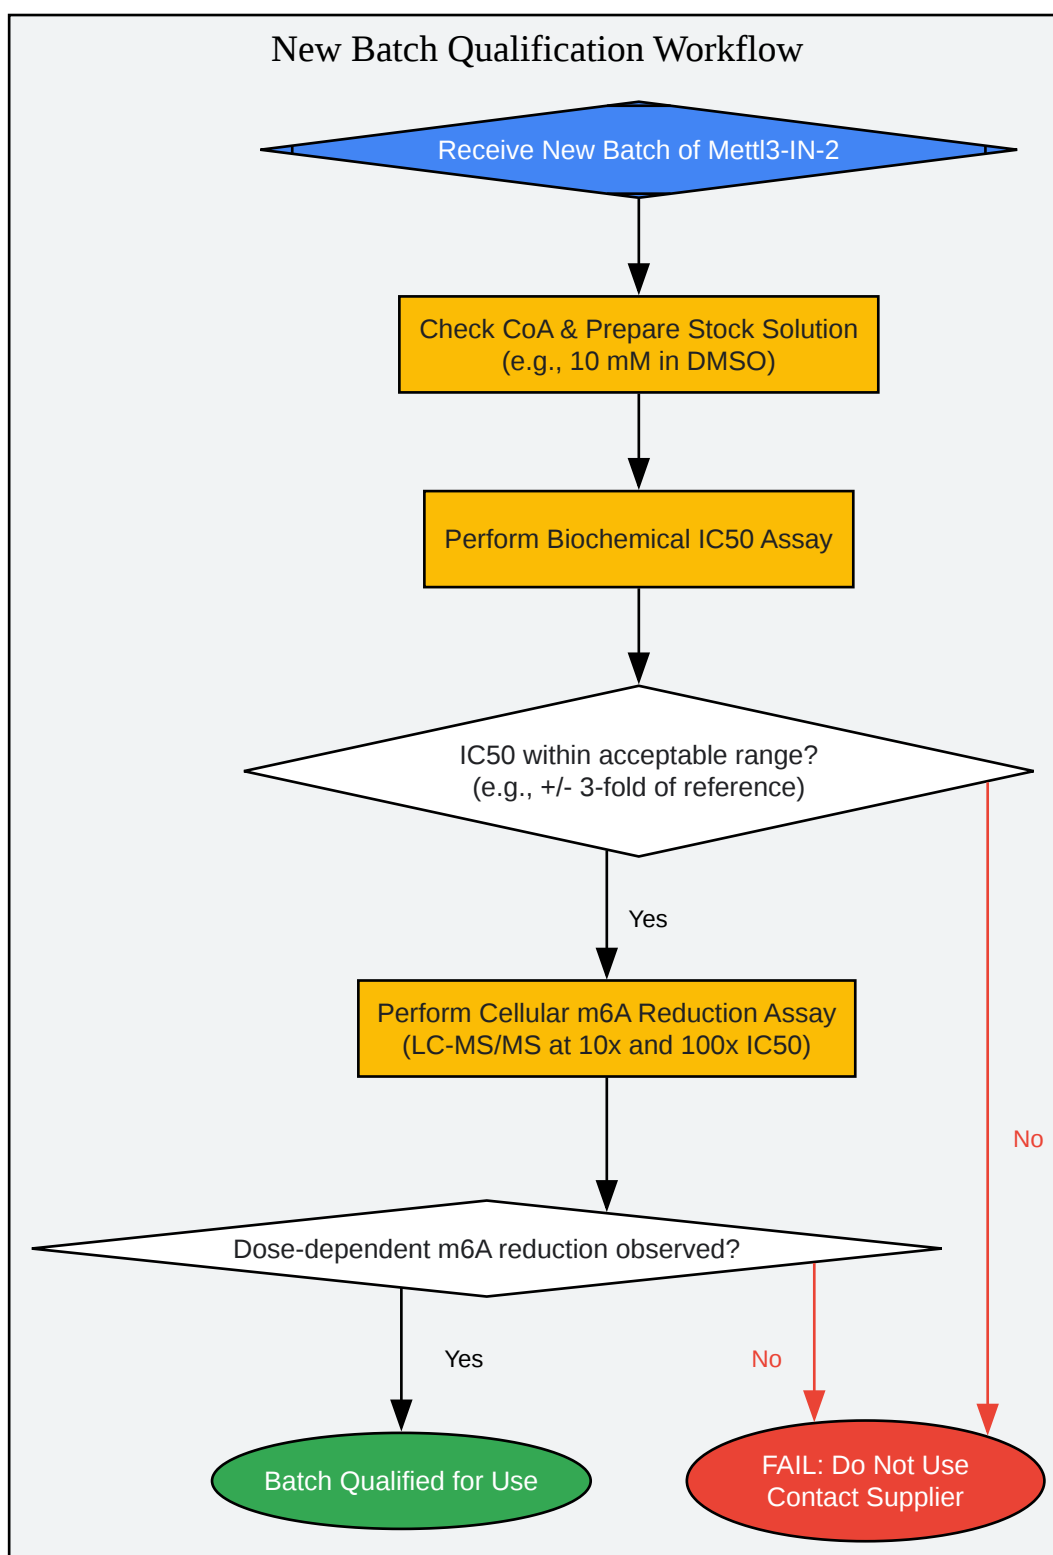 New Batch Qualification Workflow
Receive New Batch of Mettl3-IN-2
Check CoA & Prepare Stock Solution
(e.g., 10 mM in DMSO)
Perform Biochemical IC50 Assay
IC50 within acceptable range?
(e.g., +/- 3-fold of reference)
Yes
Perform Cellular m6A Reduction Assay
(LC-MS/MS at 10x and 100x IC50)
No
Dose-dependent m6A reduction observed?
Yes
No
Batch Qualified for Use
FAIL: Do Not Use
Contact Supplier